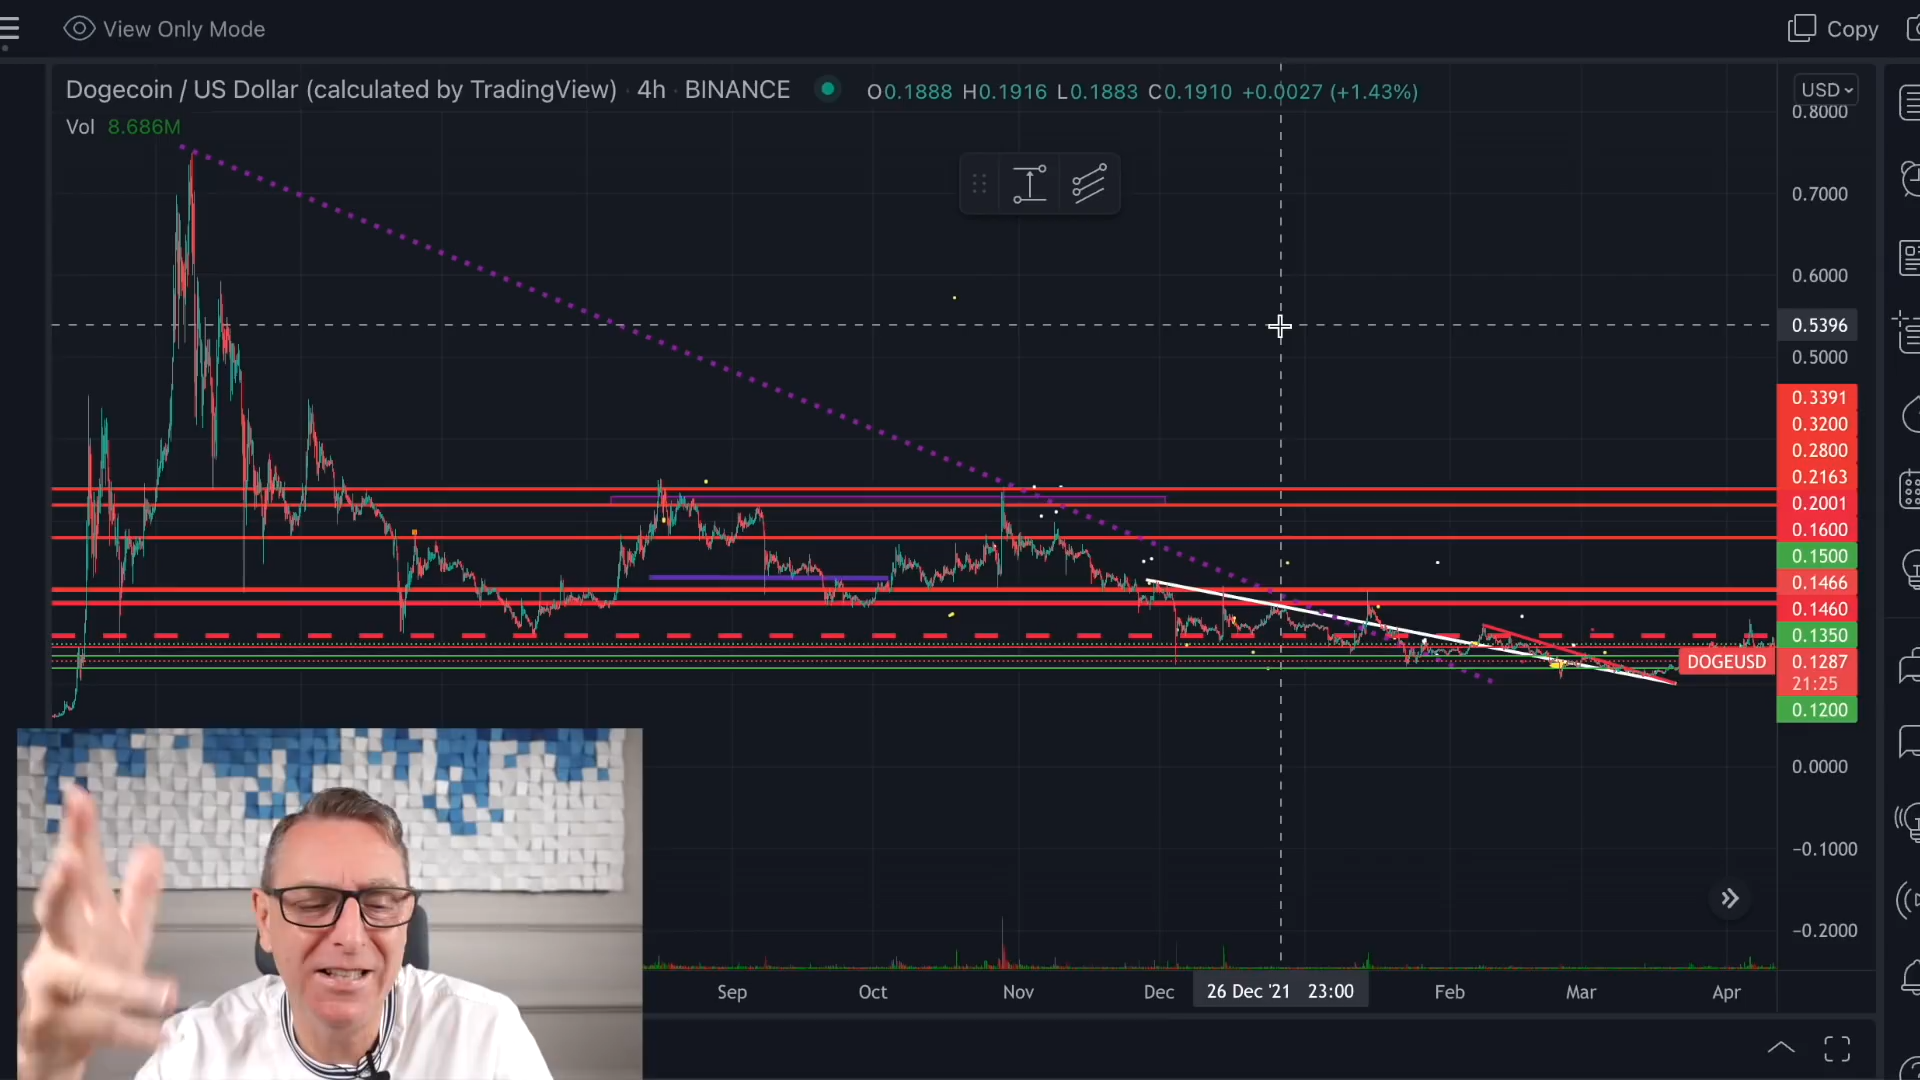 View Only Mode
Copy
Dogecoin / US Dollar (calculated by TradingView) · 4h · BINANCE
O0.1888 H0.1916 L0.1883 C0.1910 +0.0027 (+1.43%)
USD
Vol 8.686M
0.8000
0.7000
0.6000
0.5396
0.5000
0.3391
0.3200
0.2800
0.2163
0.2001
0.1600
0.1500
0.1466
0.1460
0.1350
DOGEUSD
0.1287
21:25
0.1200
0.0000
−0.1000
−0.2000
Sep
Oct
Nov
Dec
26 Dec '21 23:00
Feb
Mar
Apr